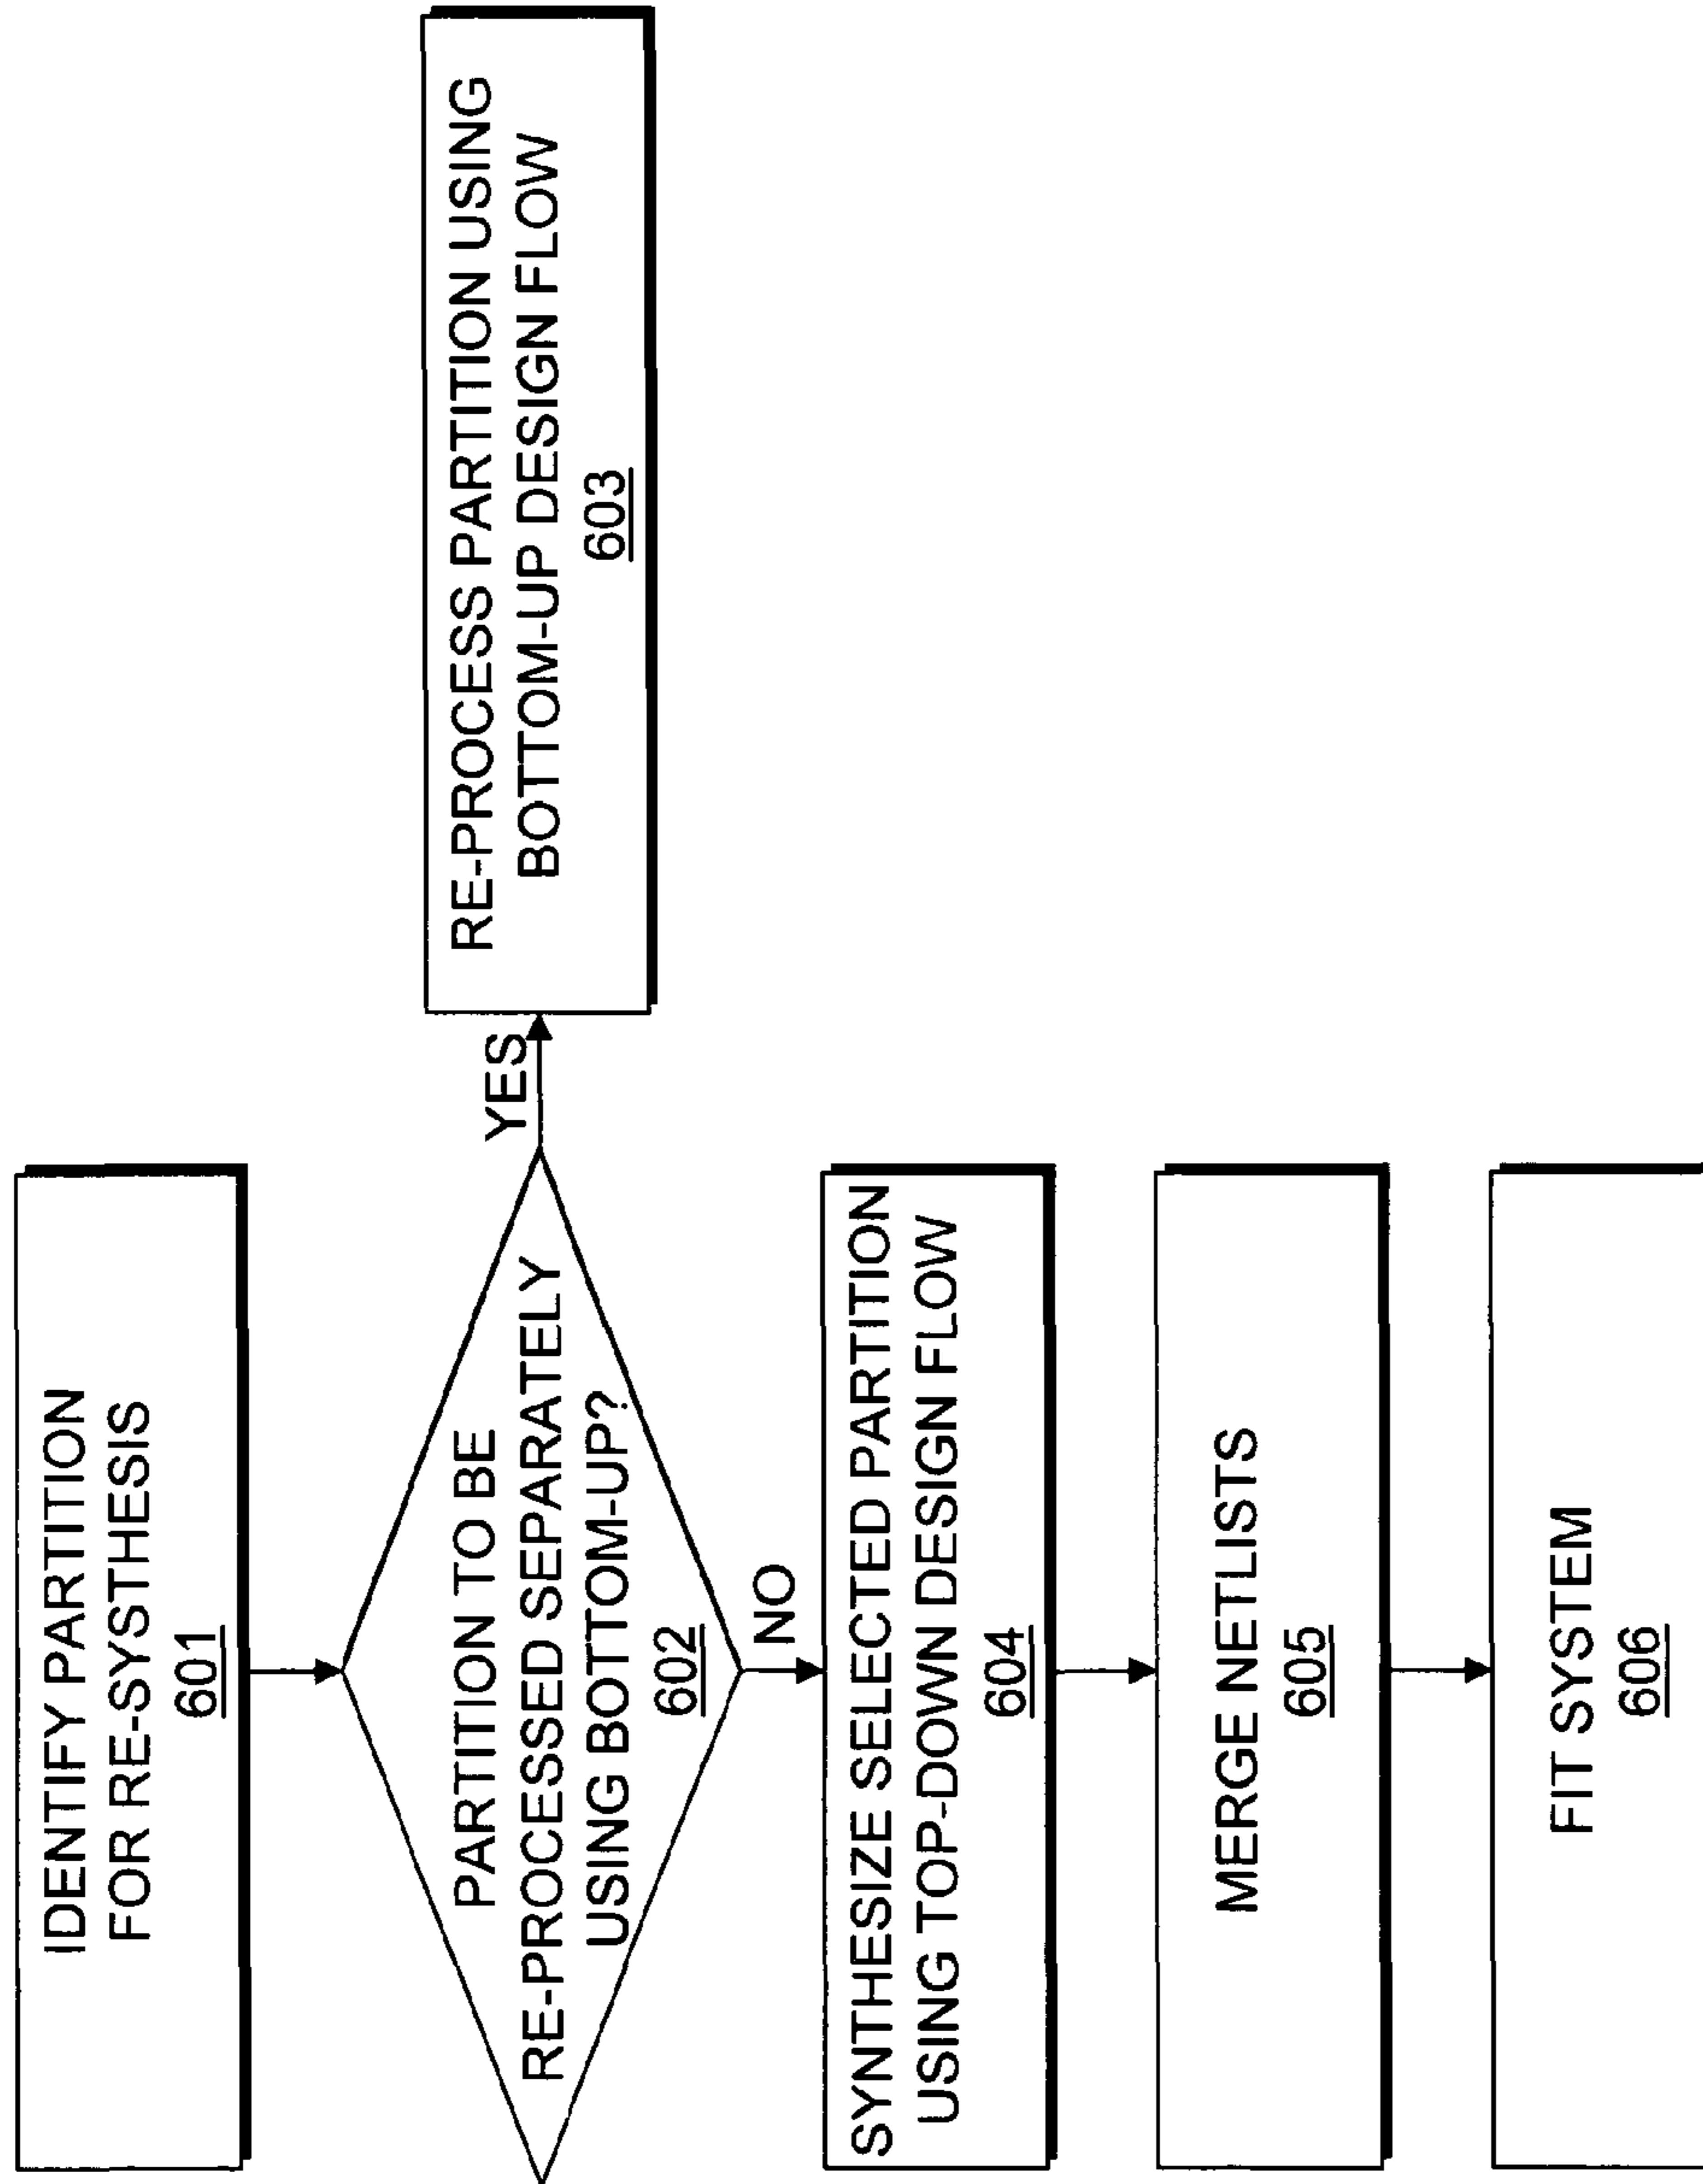 IDENTIFY PARTITION
FOR RE-SYSTHESIS
601
PARTITION TO BE
RE-PROCESSED SEPARATELY
USING BOTTOM-UP?
602
YES
RE-PROCESS PARTITION USING
BOTTOM-UP DESIGN FLOW
603
NO
SYNTHESIZE SELECTED PARTITION
USING TOP-DOWN DESIGN FLOW
604
MERGE NETLISTS
605
FIT SYSTEM
606